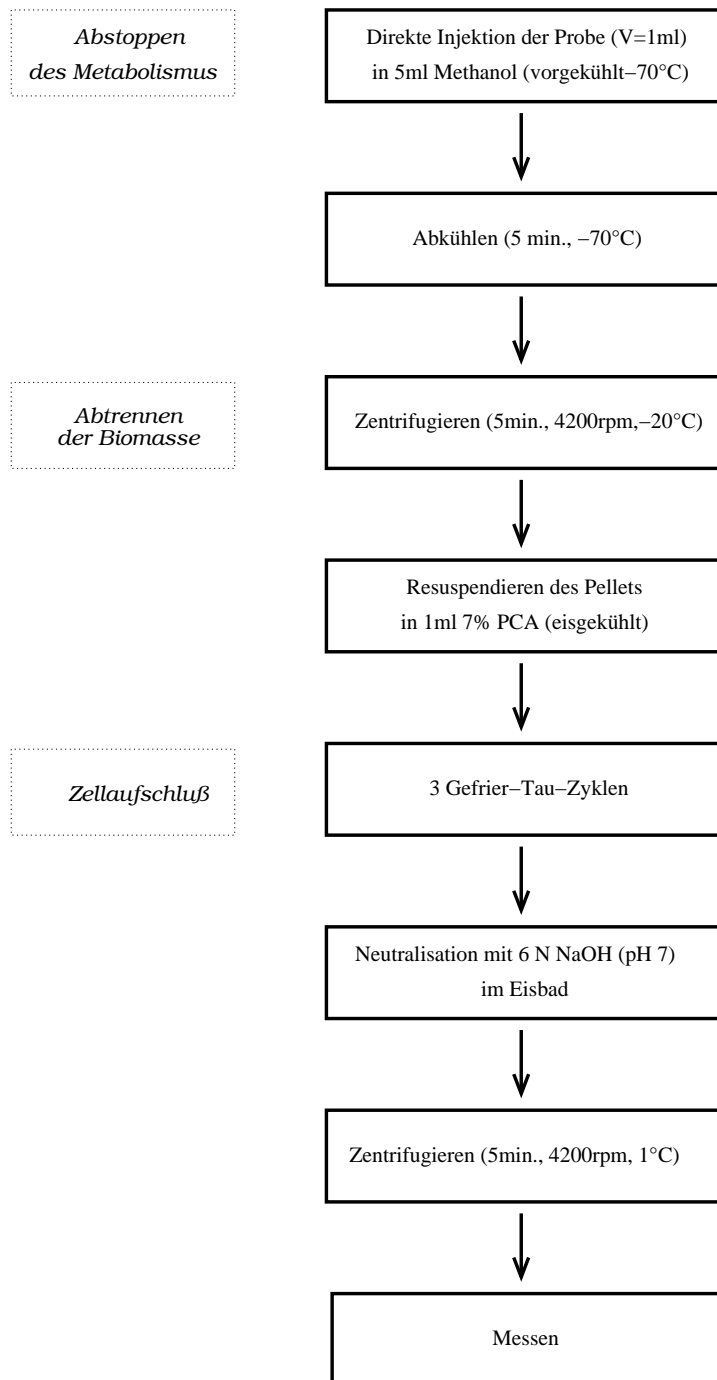 Abstoppen
des Metabolismus
Direkte Injektion der Probe (V=1ml)
in 5ml Methanol (vorgekühlt−70°C)
Abkühlen (5 min., −70°C)
Abtrennen
der Biomasse
Zentrifugieren (5min., 4200rpm,−20°C)
Resuspendieren des Pellets
in 1ml 7% PCA (eisgekühlt)
Zellaufschluß
3 Gefrier−Tau−Zyklen
Neutralisation mit 6 N NaOH (pH 7)
im Eisbad
Zentrifugieren (5min., 4200rpm, 1°C)
Messen